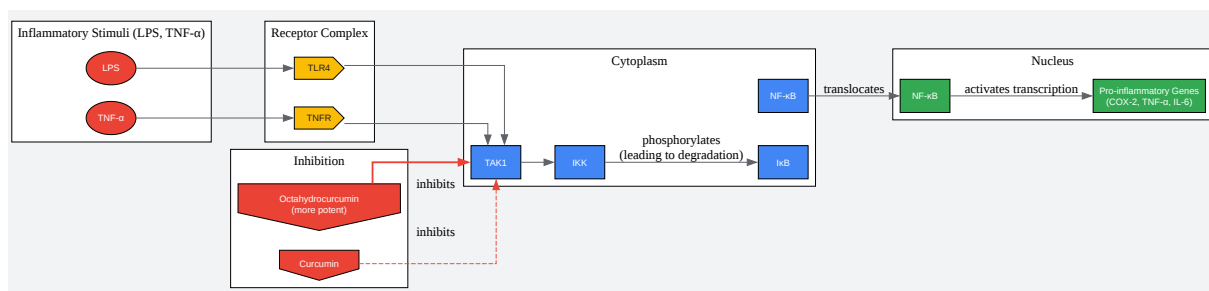 Inflammatory Stimuli (LPS, TNF-α)
LPS
TNF-α
Receptor Complex
TLR4
TNFR
Inhibition
Octahydrocurcumin
(more potent)
Curcumin
inhibits
inhibits
Cytoplasm
NF-κB
TAK1
IKK
phosphorylates
(leading to degradation)
IκB
translocates
Nucleus
NF-κB
activates transcription
Pro-inflammatory Genes
(COX-2, TNF-α, IL-6)